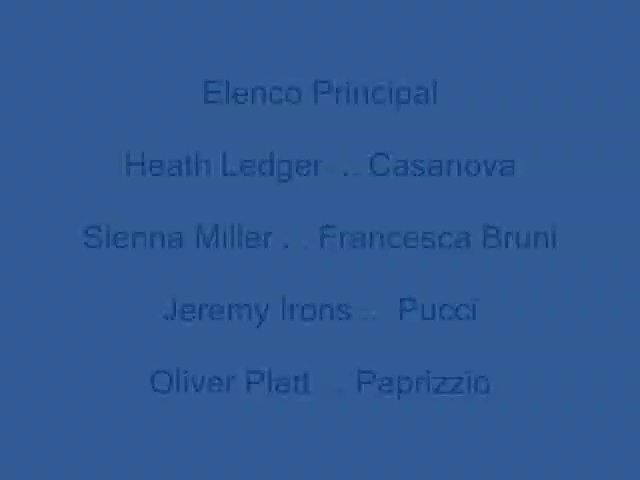 Elenco Principal
Heath Ledger ... Casanova
Sienna Miller ... Francesca Bruni
Jeremy Irons ... Pucci
Oliver Platt ... Paprizzio